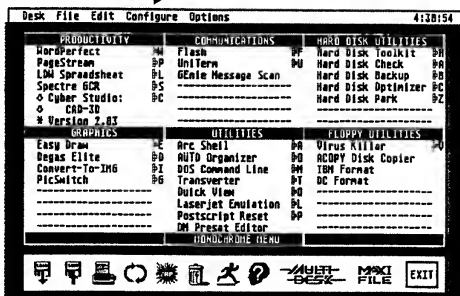 Desk File Edit Configure Options 4:38:54
PRODUCTIVITY
WordPerfect
PageStream
LDW Spreadsheet
Spectre GCR
◊ Cyber Studio:
◊ CAD-3D
* Version 2.03
COMMUNICATIONS
Flash
UniTerm
GEnie Message Scan
HARD DISK UTILITIES
Hard Disk Toolkit
Hard Disk Check
Hard Disk Backup
Hard Disk Optimizer
Hard Disk Park
GRAPHICS
Easy Draw
Degas Elite
Convert-To-IMG
PicSwitch
UTILITIES
Arc Shell
AUTO Organizer
DOS Command Line
Transverter
Quick View
Laserjet Emulation
Postscript Reset
DM Preset Editor
FLOPPY UTILITIES
Virus Killer
ACOPY Disk Copier
IBM Format
DC Format
MONOCHROME MENU
MULTI-DESK
MAXI
FILE
EXIT